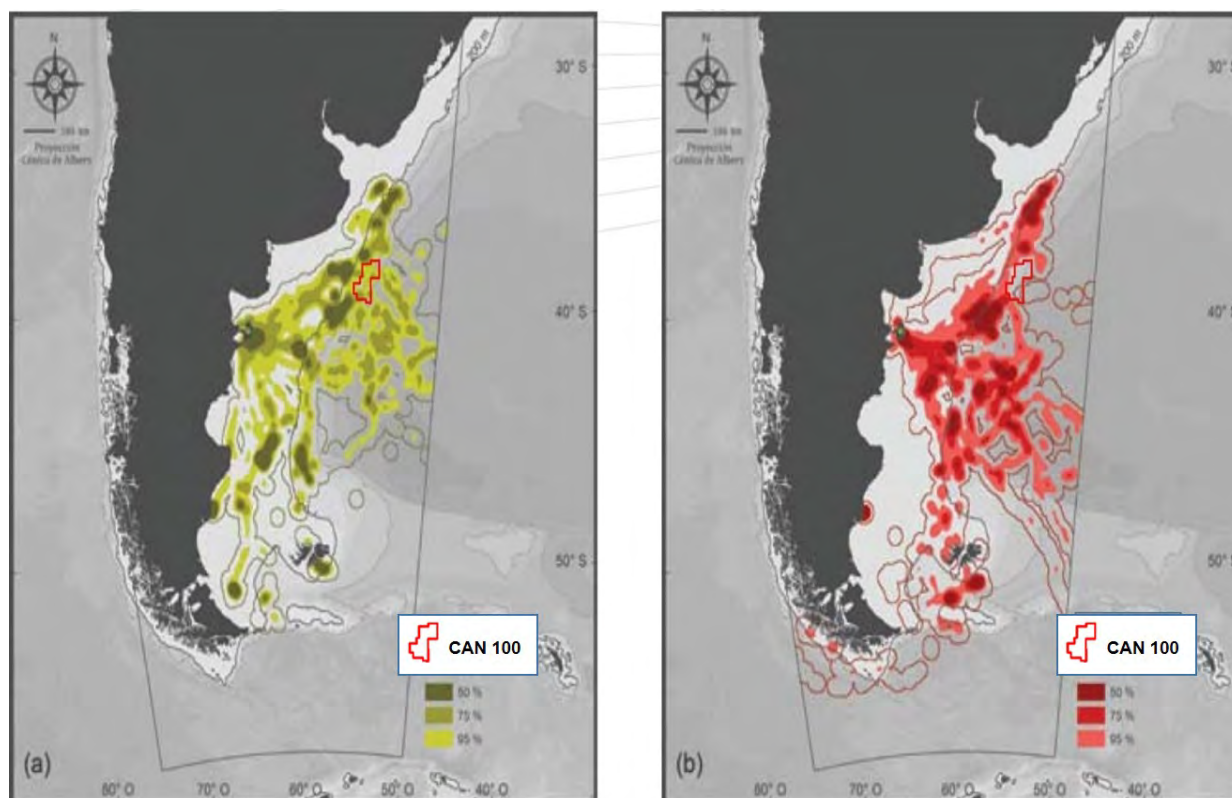 N
200 m
30° S
Proyección
Cónica de Albers
40° S
50° S
CAN 100
50 %
75 %
95 %
(a)
80° O
70° O
60° O
50° O
40° O
N
200 m
30° S
Proyección
Cónica de Albers
40° S
50° S
CAN 100
50 %
75 %
95 %
(b)
80° O
70° O
60° O
50° O
40° O